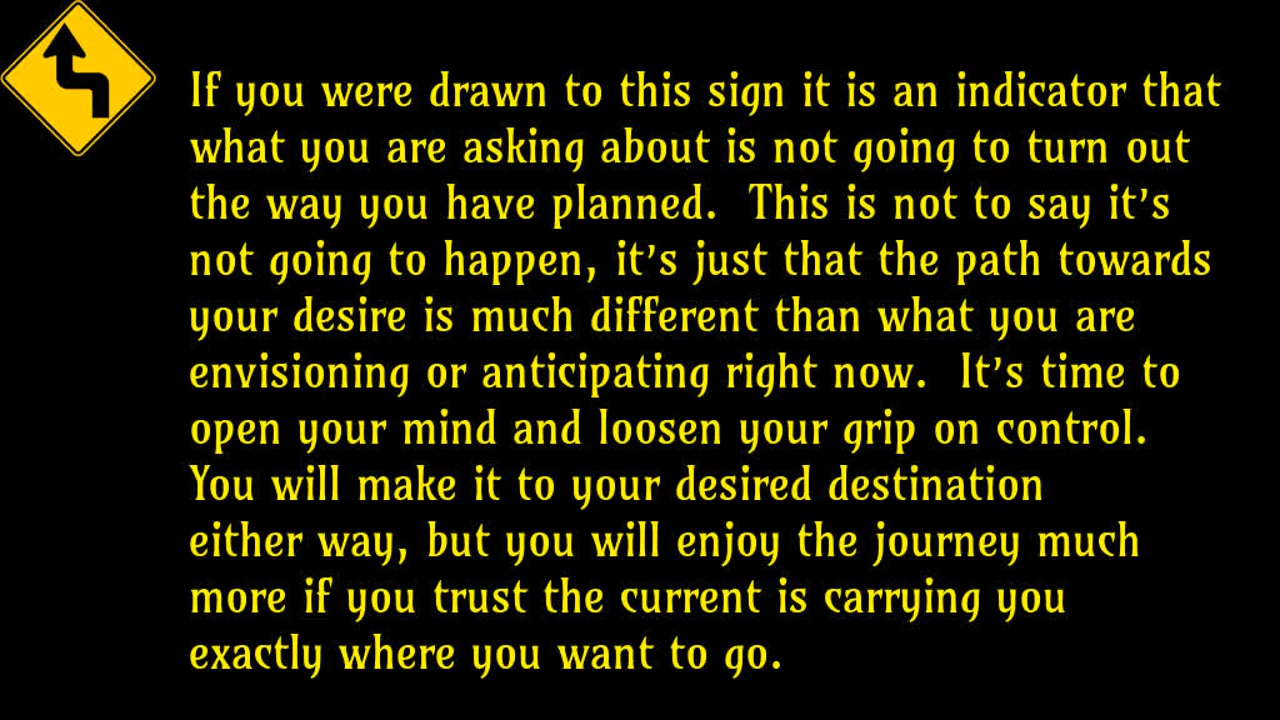 If you were drawn to this sign it is an indicator that
what you are asking about is not going to turn out
the way you have planned.  This is not to say it's
not going to happen, it's just that the path towards
your desire is much different than what you are
envisioning or anticipating right now.  It's time to
open your mind and loosen your grip on control.
You will make it to your desired destination
either way, but you will enjoy the journey much
more if you trust the current is carrying you
exactly where you want to go.